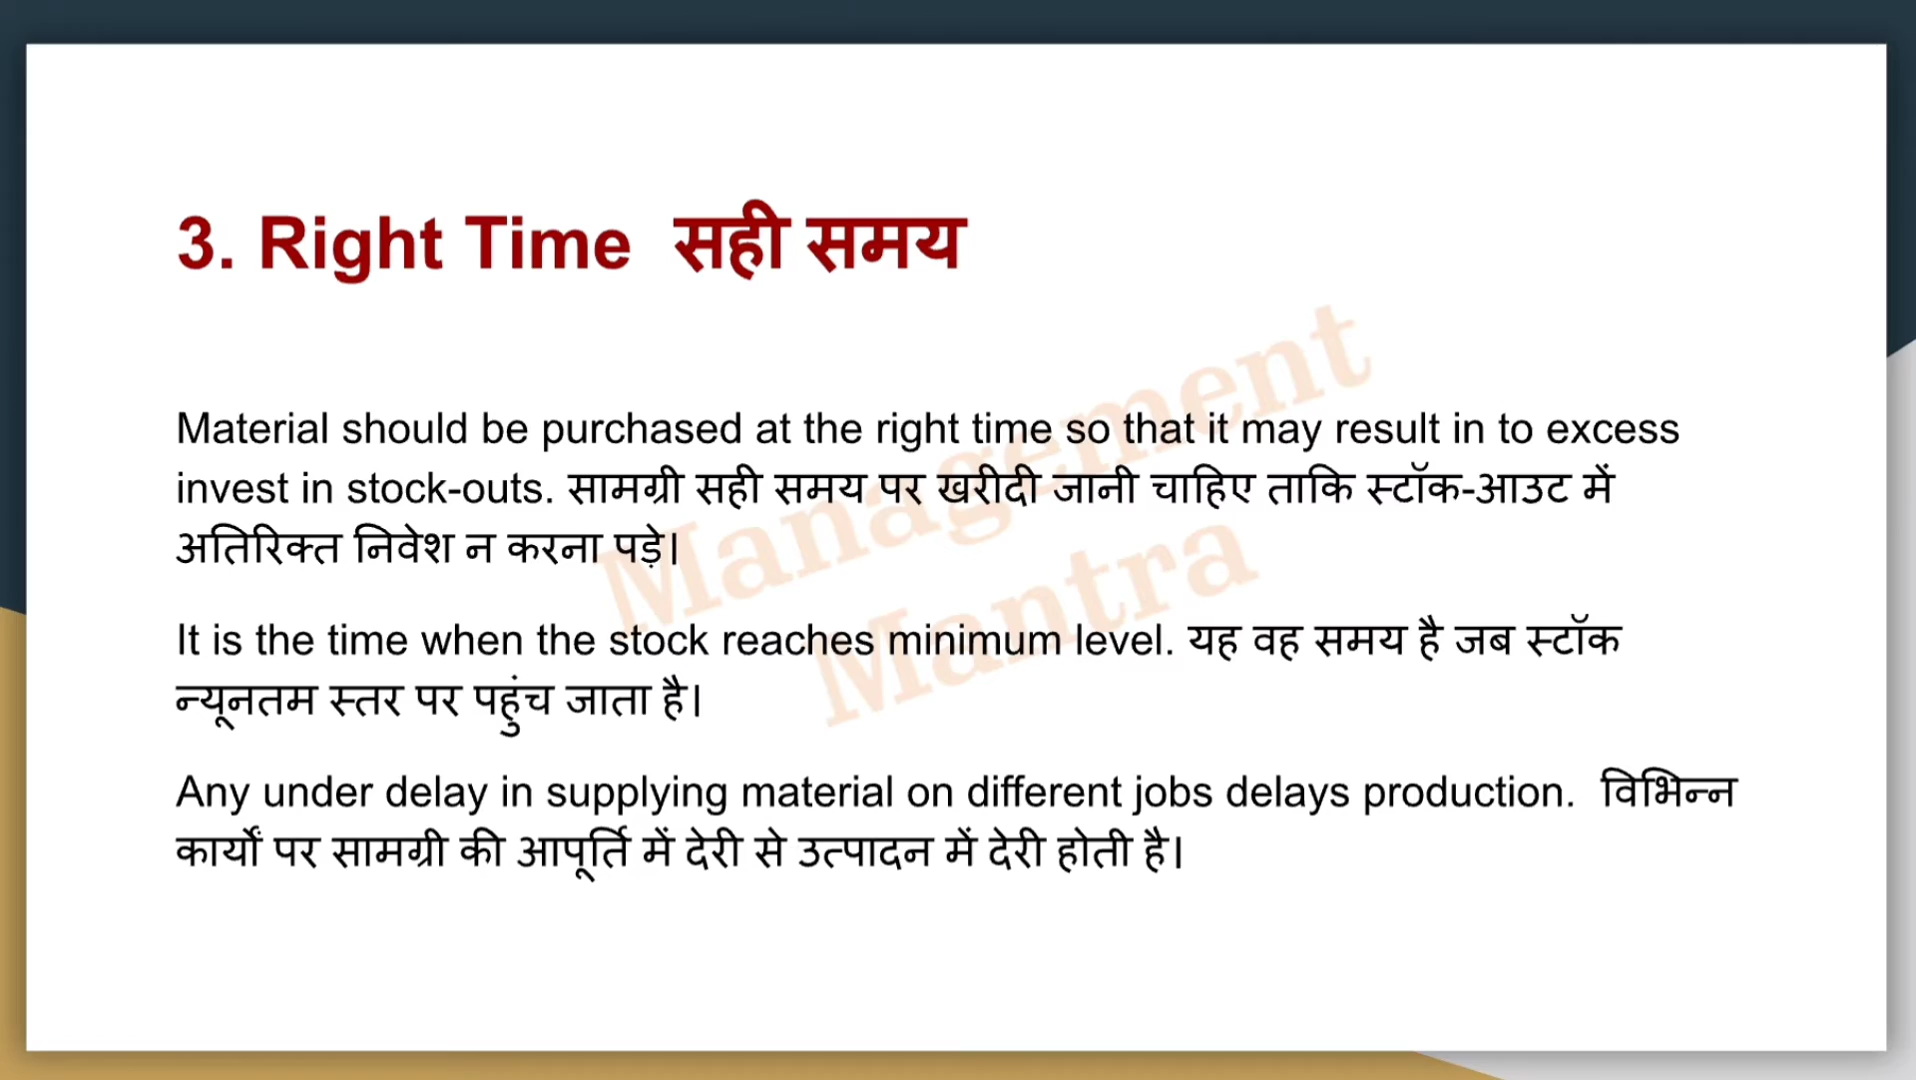 3. Right Time सही समय
Material should be purchased at the right time so that it may result in to excess
invest in stock-outs. सामग्री सही समय पर खरीदी जानी चाहिए ताकि स्टॉक-आउट में
अतिरिक्त निवेश न करना पड़े।
It is the time when the stock reaches minimum level. यह वह समय है जब स्टॉक
न्यूनतम स्तर पर पहुंच जाता है।
Any under delay in supplying material on different jobs delays production. विभिन्न
कार्यों पर सामग्री की आपूर्ति में देरी से उत्पादन में देरी होती है।
Management
Mantra